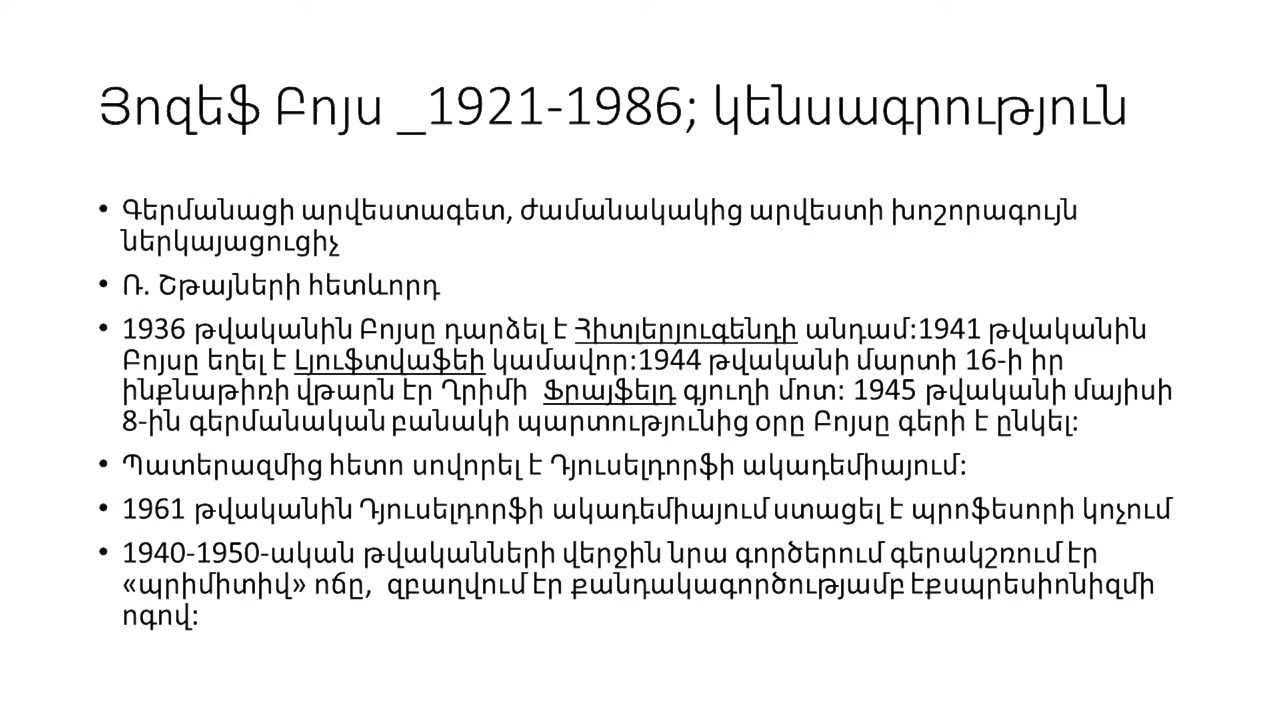 Յոզեֆ Բոյս _1921-1986; կենսագրություն
• Գերմանացի արվեստագետ, ժամանակակից արվեստի խոշորագույն
ներկայացուցիչ
• Ռ. Շթայների հետևորդ
• 1936 թվականին Բոյսը դարձել է Հիտլերյուգենդի անդամ:1941 թվականին
Բոյսը եղել է Լյուֆտվաֆեի կամավոր:1944 թվականի մարտի 16-ի իր
ինքնաթիռի վթարն էր Ղրիմի Ֆրայֆելդ գյուղի մոտ: 1945 թվականի մայիսի
8-ին գերմանական բանակի պարտությունից օրը Բոյսը գերի է ընկել:
• Պատերազմից հետո սովորել է Դյուսելդորֆի ակադեմիայում:
• 1961 թվականին Դյուսելդորֆի ակադեմիայում ստացել է պրոֆեսորի կոչում
• 1940-1950-ական թվականների վերջին նրա գործերում գերակշռում էր
«պրիմիտիվ» ոճը, զբաղվում էր քանդակագործությամբ էքսպրեսիոնիզմի
ոգով: